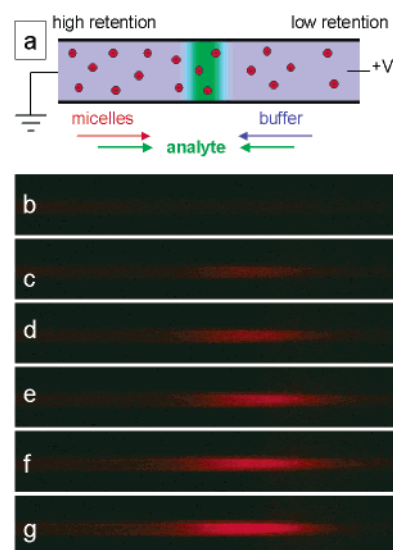 a
high retention low retention
+V
micelles buffer
analyte
b
c
d
e
f
g